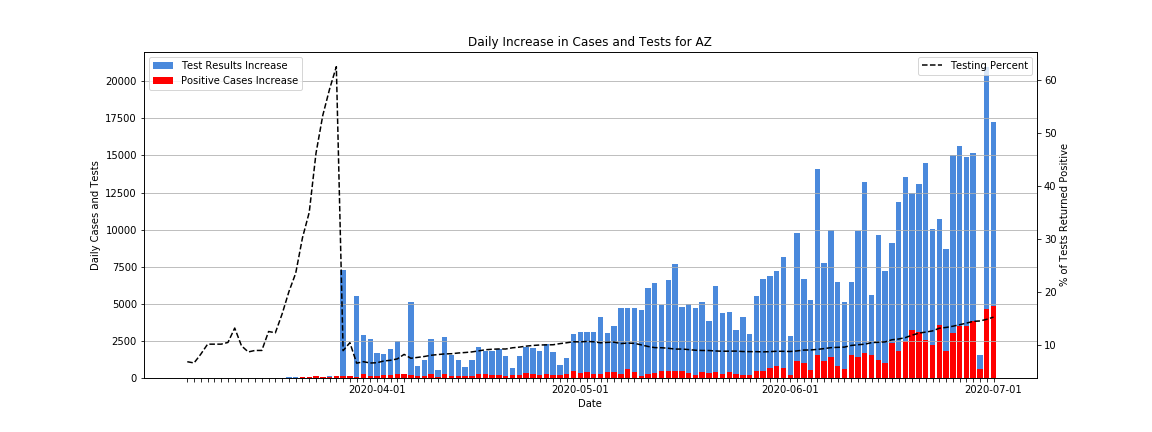 Daily Increase in Cases and Tests for AZ
Test Results Increase
Positive Cases Increase
Testing Percent
20000
17500
15000
12500
10000
7500
5000
2500
0
Daily Cases and Tests
60
50
40
30
20
10
% of Tests Returned Positive
2020-04-01
2020-05-01
2020-06-01
2020-07-01
Date